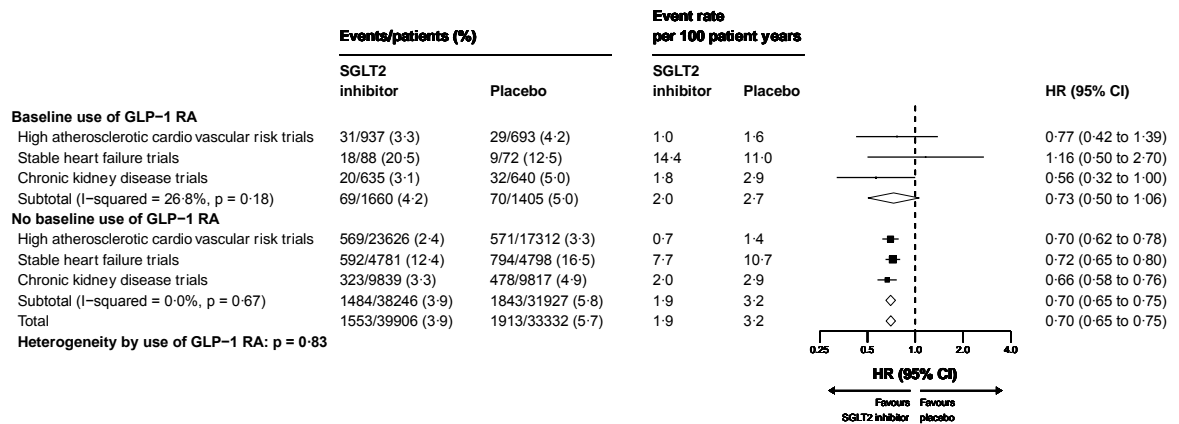 Events/patients (%) Event rate per 100 patient years
SGLT2 inhibitor Placebo SGLT2 inhibitor Placebo HR (95% CI)
Baseline use of GLP−1 RA
High atherosclerotic cardio vascular risk trials 31/937 (3·3) 29/693 (4·2) 1·0 1·6 0·77 (0·42 to 1·39)
Stable heart failure trials 18/88 (20·5) 9/72 (12·5) 14·4 11·0 1·16 (0·50 to 2·70)
Chronic kidney disease trials 20/635 (3·1) 32/640 (5·0) 1·8 2·9 0·56 (0·32 to 1·00)
Subtotal (I−squared = 26·8%, p = 0·18) 69/1660 (4·2) 70/1405 (5·0) 2·0 2·7 0·73 (0·50 to 1·06)
No baseline use of GLP−1 RA
High atherosclerotic cardio vascular risk trials 569/23626 (2·4) 571/17312 (3·3) 0·7 1·4 0·70 (0·62 to 0·78)
Stable heart failure trials 592/4781 (12·4) 794/4798 (16·5) 7·7 10·7 0·72 (0·65 to 0·80)
Chronic kidney disease trials 323/9839 (3·3) 478/9817 (4·9) 2·0 2·9 0·66 (0·58 to 0·76)
Subtotal (I−squared = 0·0%, p = 0·67) 1484/38246 (3·9) 1843/31927 (5·8) 1·9 3·2 0·70 (0·65 to 0·75)
Total 1553/39906 (3·9) 1913/33332 (5·7) 1·9 3·2 0·70 (0·65 to 0·75)
Heterogeneity by use of GLP−1 RA: p = 0·83
0·25 0·5 1·0 2·0 4·0
HR (95% CI)
Favours SGLT2 inhibitor Favours placebo